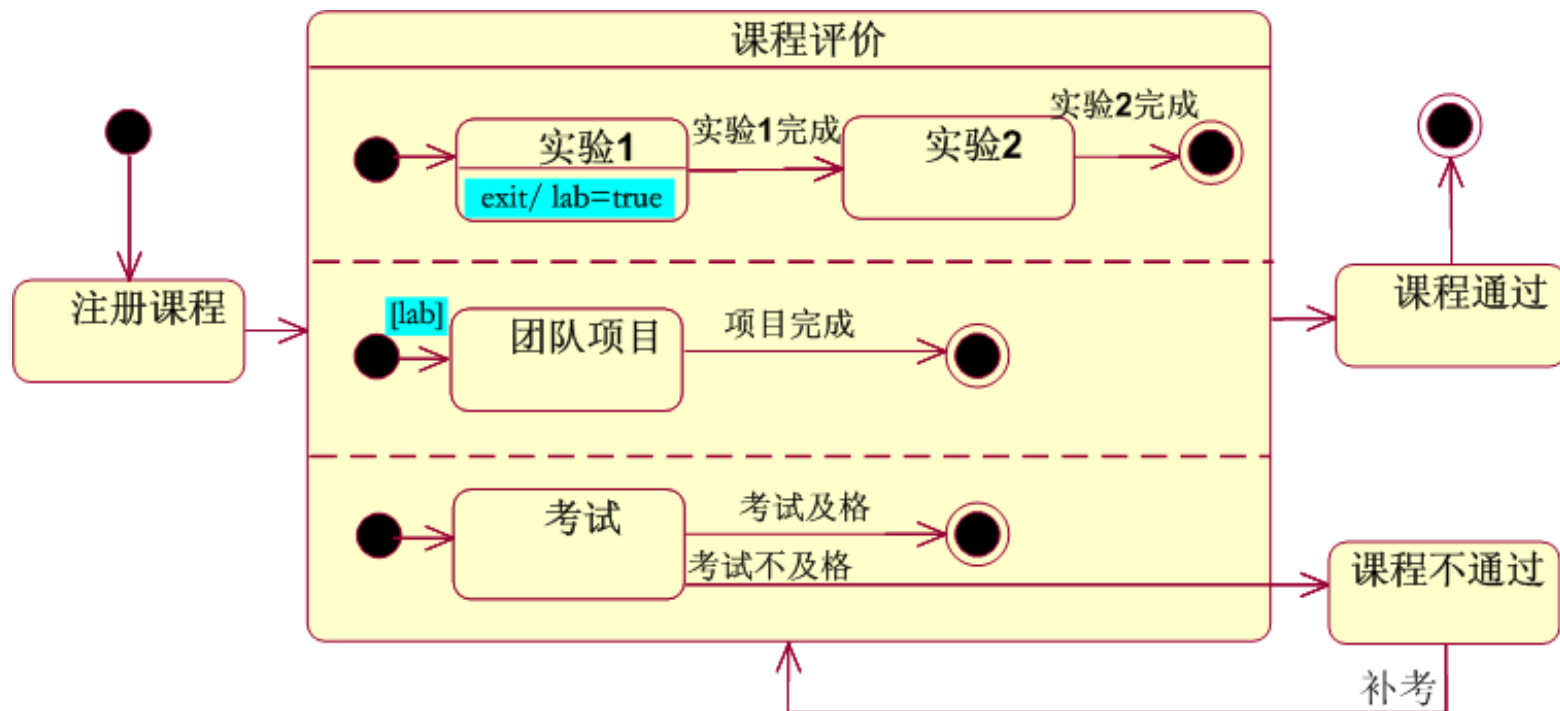 课程评价
实验1
exit/ lab=true
实验1完成
实验2
实验2完成
注册课程
[lab]
团队项目
项目完成
课程通过
考试
考试及格
考试不及格
课程不通过
补考